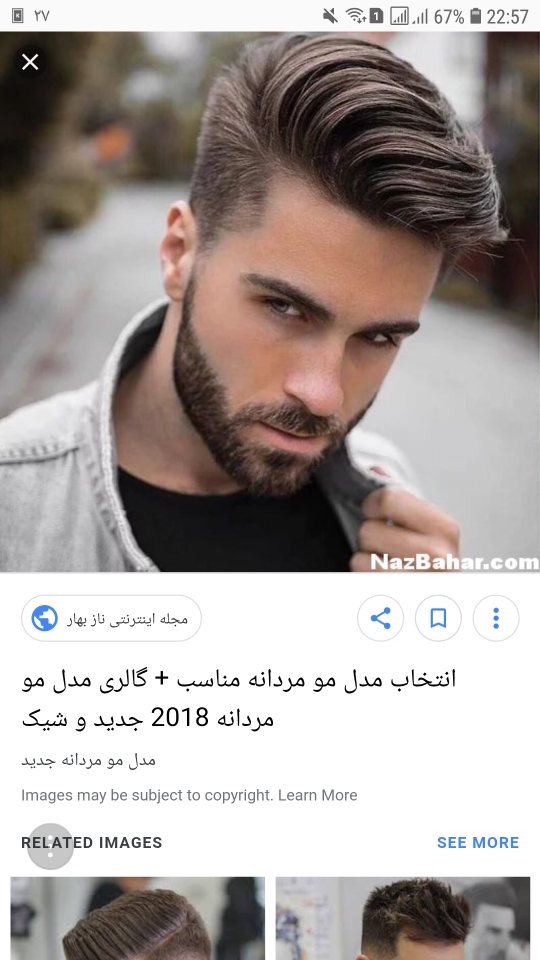 ۲۷ 1 67% 22:57
NazBahar.com
مجله اینترنتی ناز بهار
انتخاب مدل مو مردانه مناسب + گالری مدل مو
مردانه 2018 جدید و شیک
مدل مو مردانه جدید
Images may be subject to copyright. Learn More
RELATED IMAGES SEE MORE